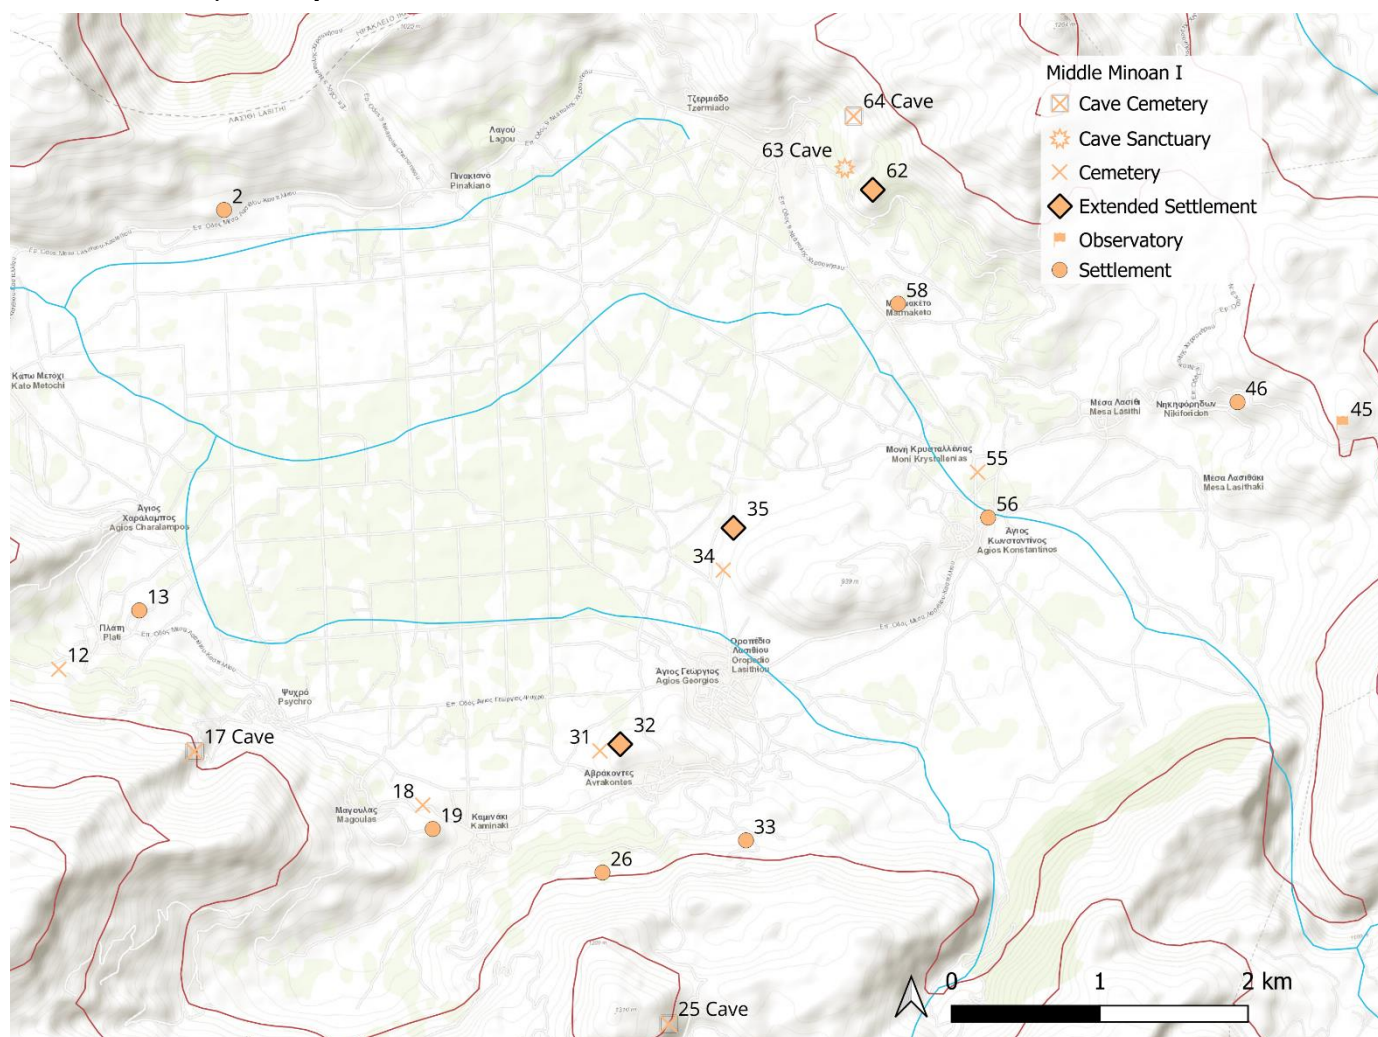 Middle Minoan I
Cave Cemetery
Cave Sanctuary
Cemetery
Extended Settlement
Observatory
Settlement
ΛΑΣΙΘΙ LASITHI
Τζερμιάδο
Tzermiado
64 Cave
Λαγού
Lagou
63 Cave
62
Πινακιανό
Pinakiano
2
58
Marmaketo
Κάτω Μετόχι
Kato Metochi
46
45
Μέσα Λασίθι
Mesa Lasithi
Νηκηφόρηδων
Nikiforidon
Μονή Κρυσταλλένιας
Moni Krystallenias
55
Μέσα Λασιθάκι
Mesa Lasithaki
Άγιος
Χαράλαμπος
Agios Charalampos
35
56
Άγιος
Κωνσταντίνος
Agios Konstantinos
34
13
Πλάτη
Plati
12
Οροπέδιο
Λασιθίου
Oropedio
Lasithiou
Άγιος Γεώργιος
Agios Georgios
Ψυχρό
Psychro
17 Cave
31
32
Αβρακόντες
Avrakontes
18
19
Μαγουλάς
Magoulas
Καμινάκι
Kaminaki
33
26
25 Cave
0
1
2 km